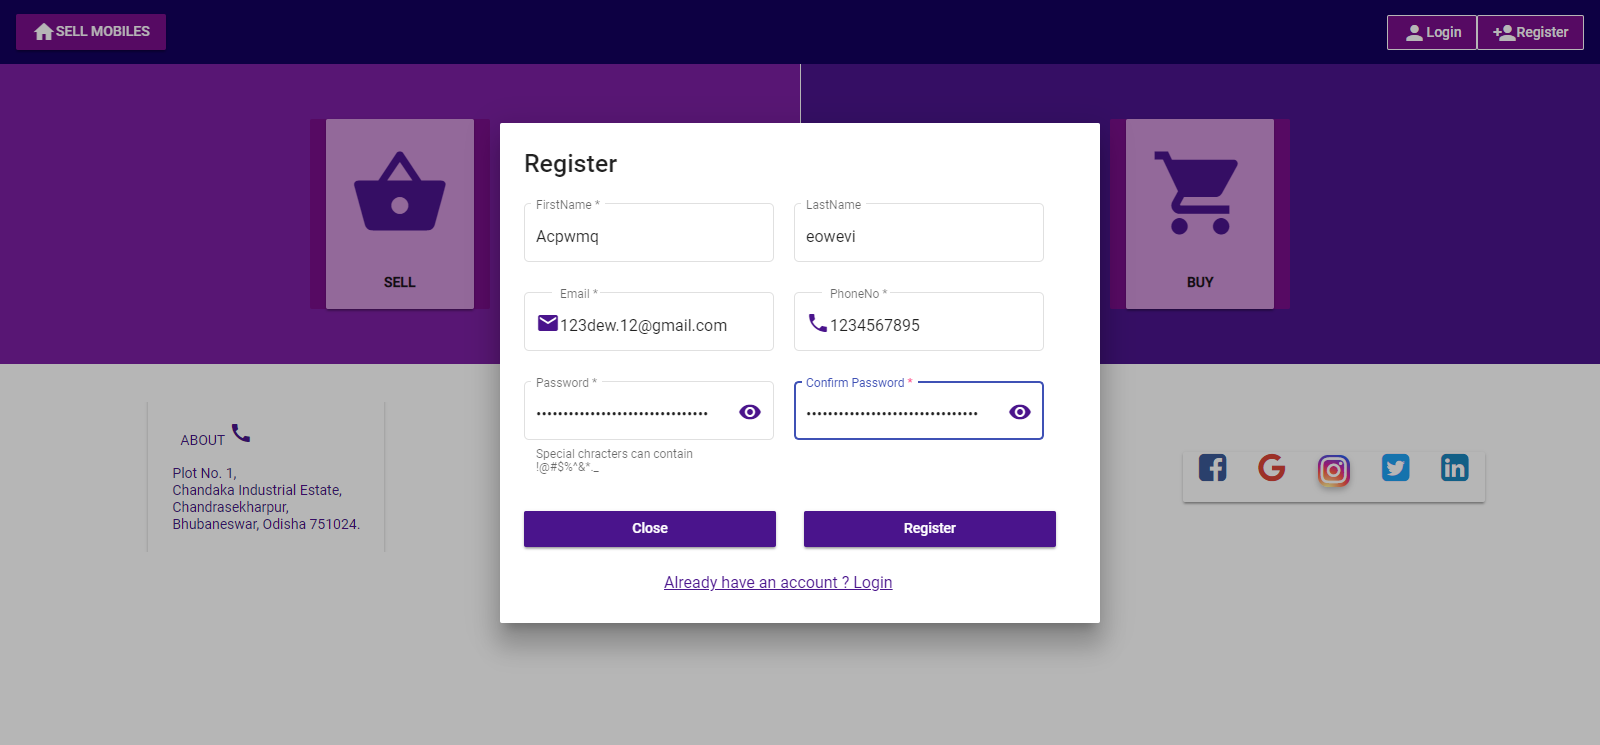 SELL MOBILES
Login
Register
SELL
BUY
Register
FirstName *
LastName
Acpwmq
eowevi
Email *
PhoneNo *
123dew.12@gmail.com
1234567895
Password *
Confirm Password *
••••••••••••••••••••••••••••••••
••••••••••••••••••••••••••••••••
Special chracters can contain
!@#$%^&*._
Close
Register
Already have an account ? Login
ABOUT
Plot No. 1,
Chandaka Industrial Estate,
Chandrasekharpur,
Bhubaneswar, Odisha 751024.